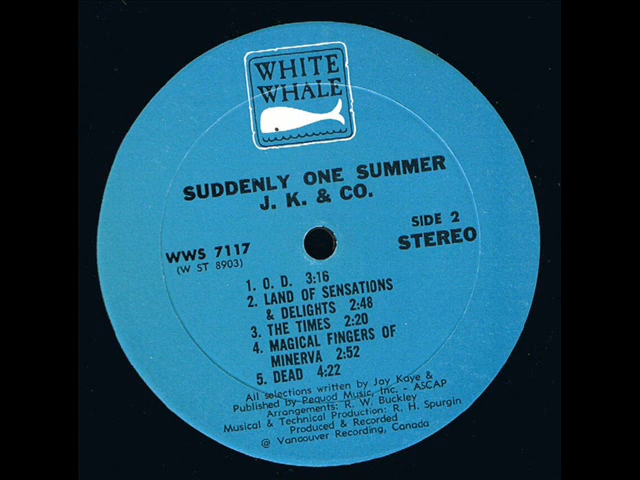 WHITE
WHALE
SUDDENLY ONE SUMMER
J. K. & CO.
SIDE 2
WWS 7117
STEREO
(W ST 8903)
1. O. D. 3:16
2. LAND OF SENSATIONS
& DELIGHTS 2:48
3. THE TIMES 2:20
4. MAGICAL FINGERS OF
MINERVA 2:52
5. DEAD 4:22
All selections written by Jay Kaye &
Published by Pequod Music, Inc. - ASCAP
Arrangements: R. W. Buckley
Musical & Technical Production: R. H. Spurgin
Produced & Recorded
@ Vancouver Recording, Canada